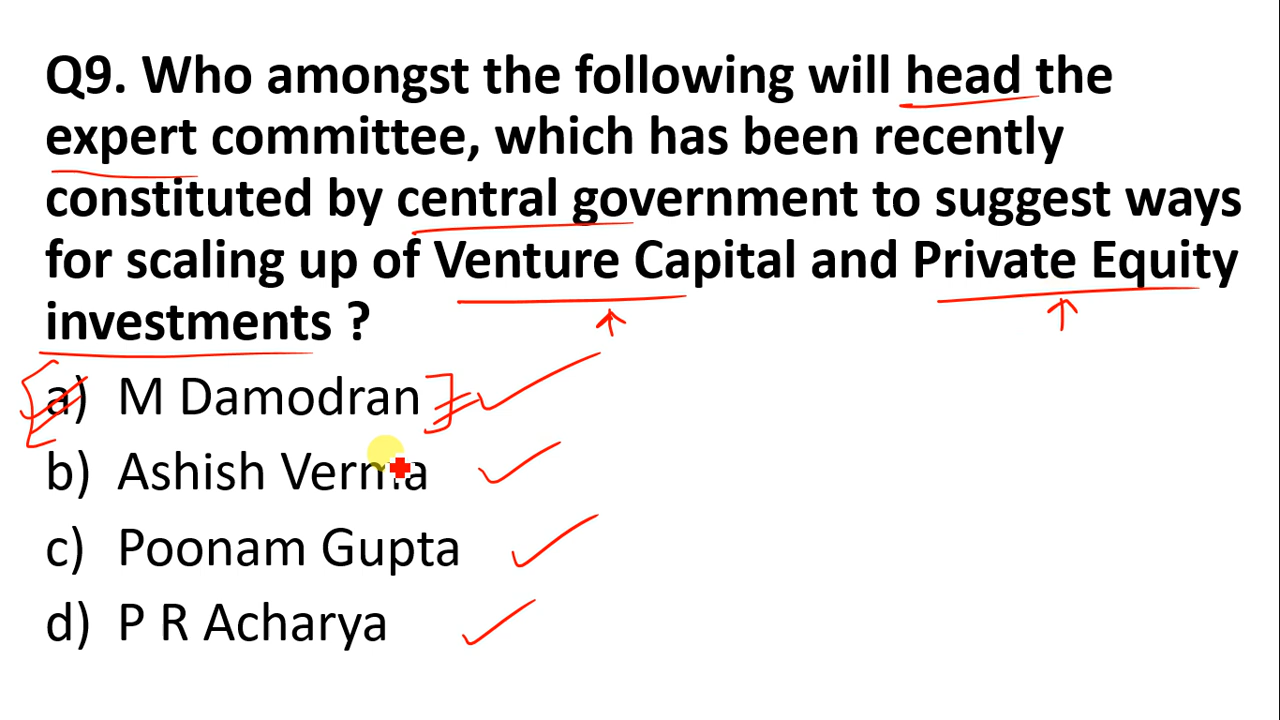 Q9. Who amongst the following will head the
expert committee, which has been recently
constituted by central government to suggest ways
for scaling up of Venture Capital and Private Equity
investments ?
a) M Damodran
b) Ashish Verma
c) Poonam Gupta
d) P R Acharya